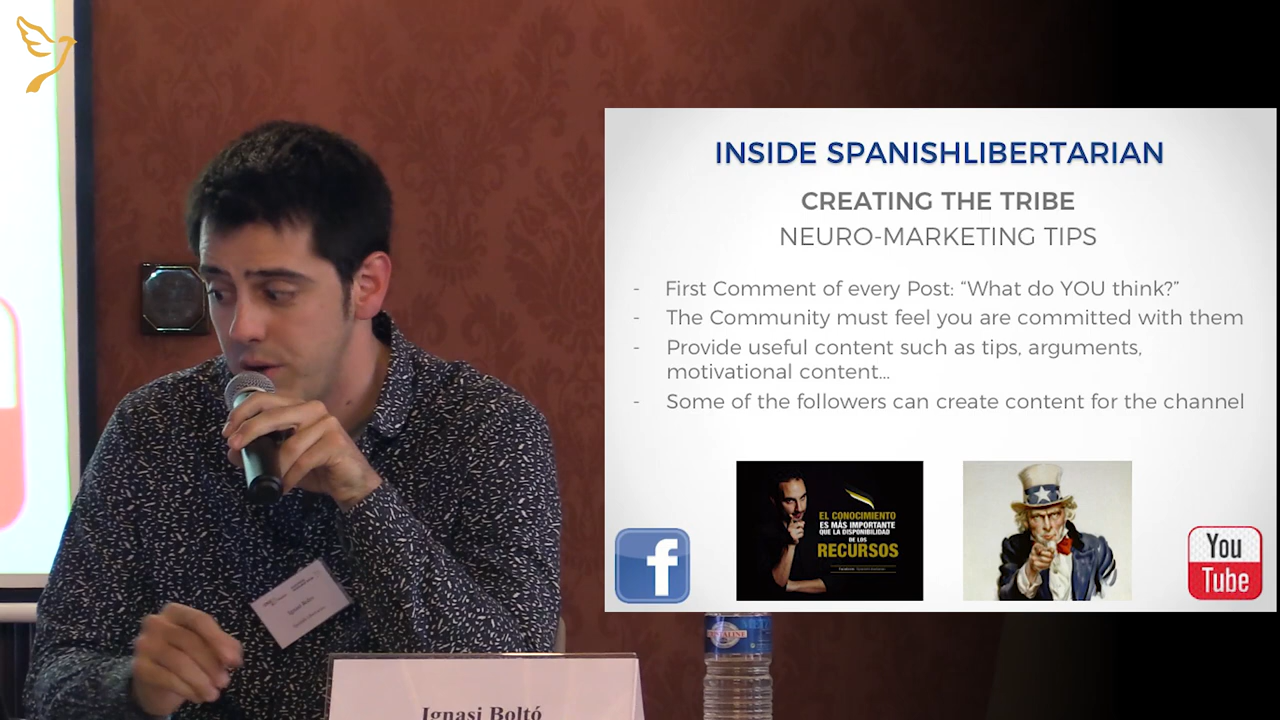 INSIDE SPANISHLIBERTARIAN
CREATING THE TRIBE
NEURO-MARKETING TIPS
- First Comment of every Post: “What do YOU think?”
- The Community must feel you are committed with them
- Provide useful content such as tips, arguments,
motivational content...
- Some of the followers can create content for the channel
EL CONOCIMIENTO
ES MÁS IMPORTANTE
QUE LA DISPONIBILIDAD
DE LOS
RECURSOS
f
You
Tube
Ignasi Boltó